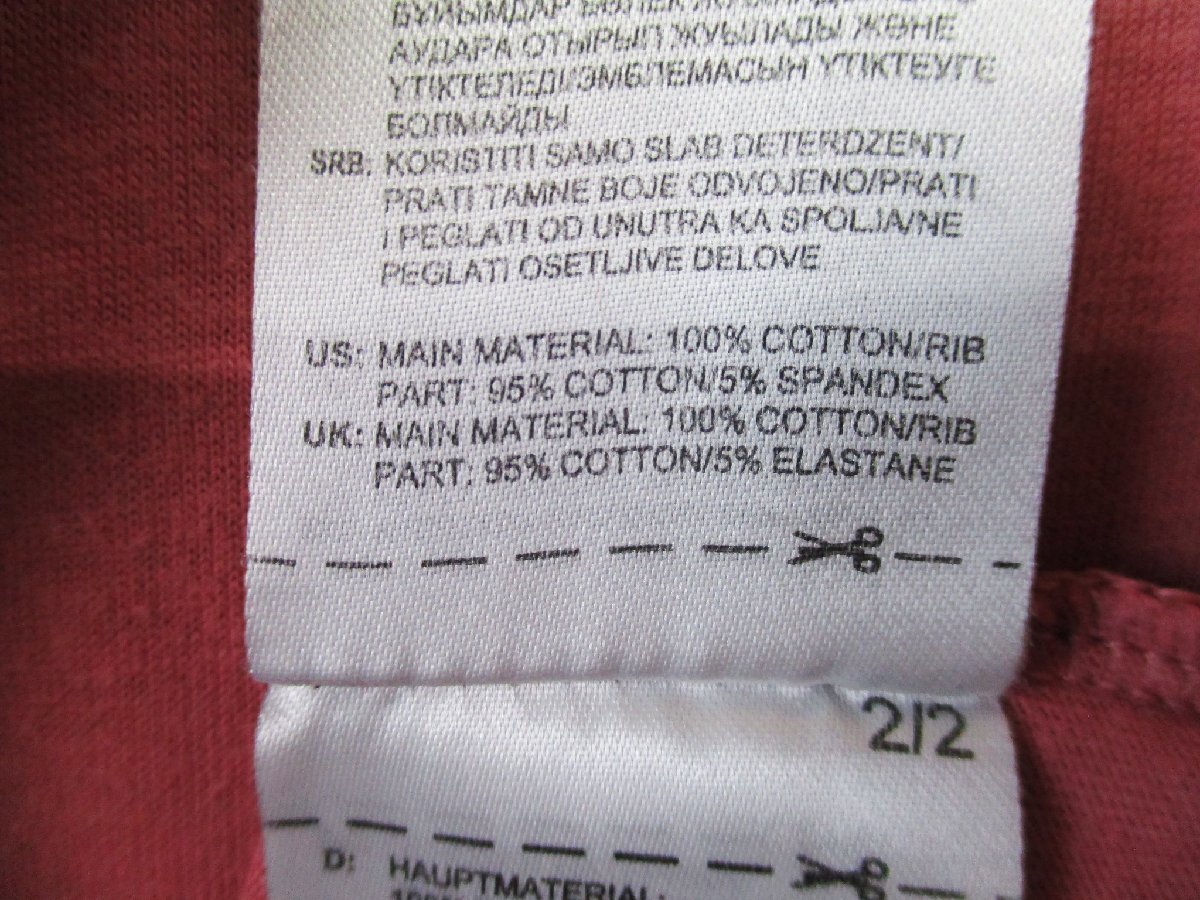 АУДАРА ОТЫРЫП ЖУЫЛАДЫ ЖӘНЕ
ҮТІКТЕЛЕДІ/ЭМБЛЕМАСЫН ҮТІКТЕУГЕ
БОЛМАЙДЫ
SRB: KORISTITI SAMO SLAB DETERDZENT/
PRATI TAMNE BOJE ODVOJENO/PRATI
I PEGLATI OD UNUTRA KA SPOLJA/NE
PEGLATI OSETLJIVE DELOVE
US: MAIN MATERIAL: 100% COTTON/RIB
PART: 95% COTTON/5% SPANDEX
UK: MAIN MATERIAL: 100% COTTON/RIB
PART: 95% COTTON/5% ELASTANE
2/2
D: HAUPTMATERIAL: